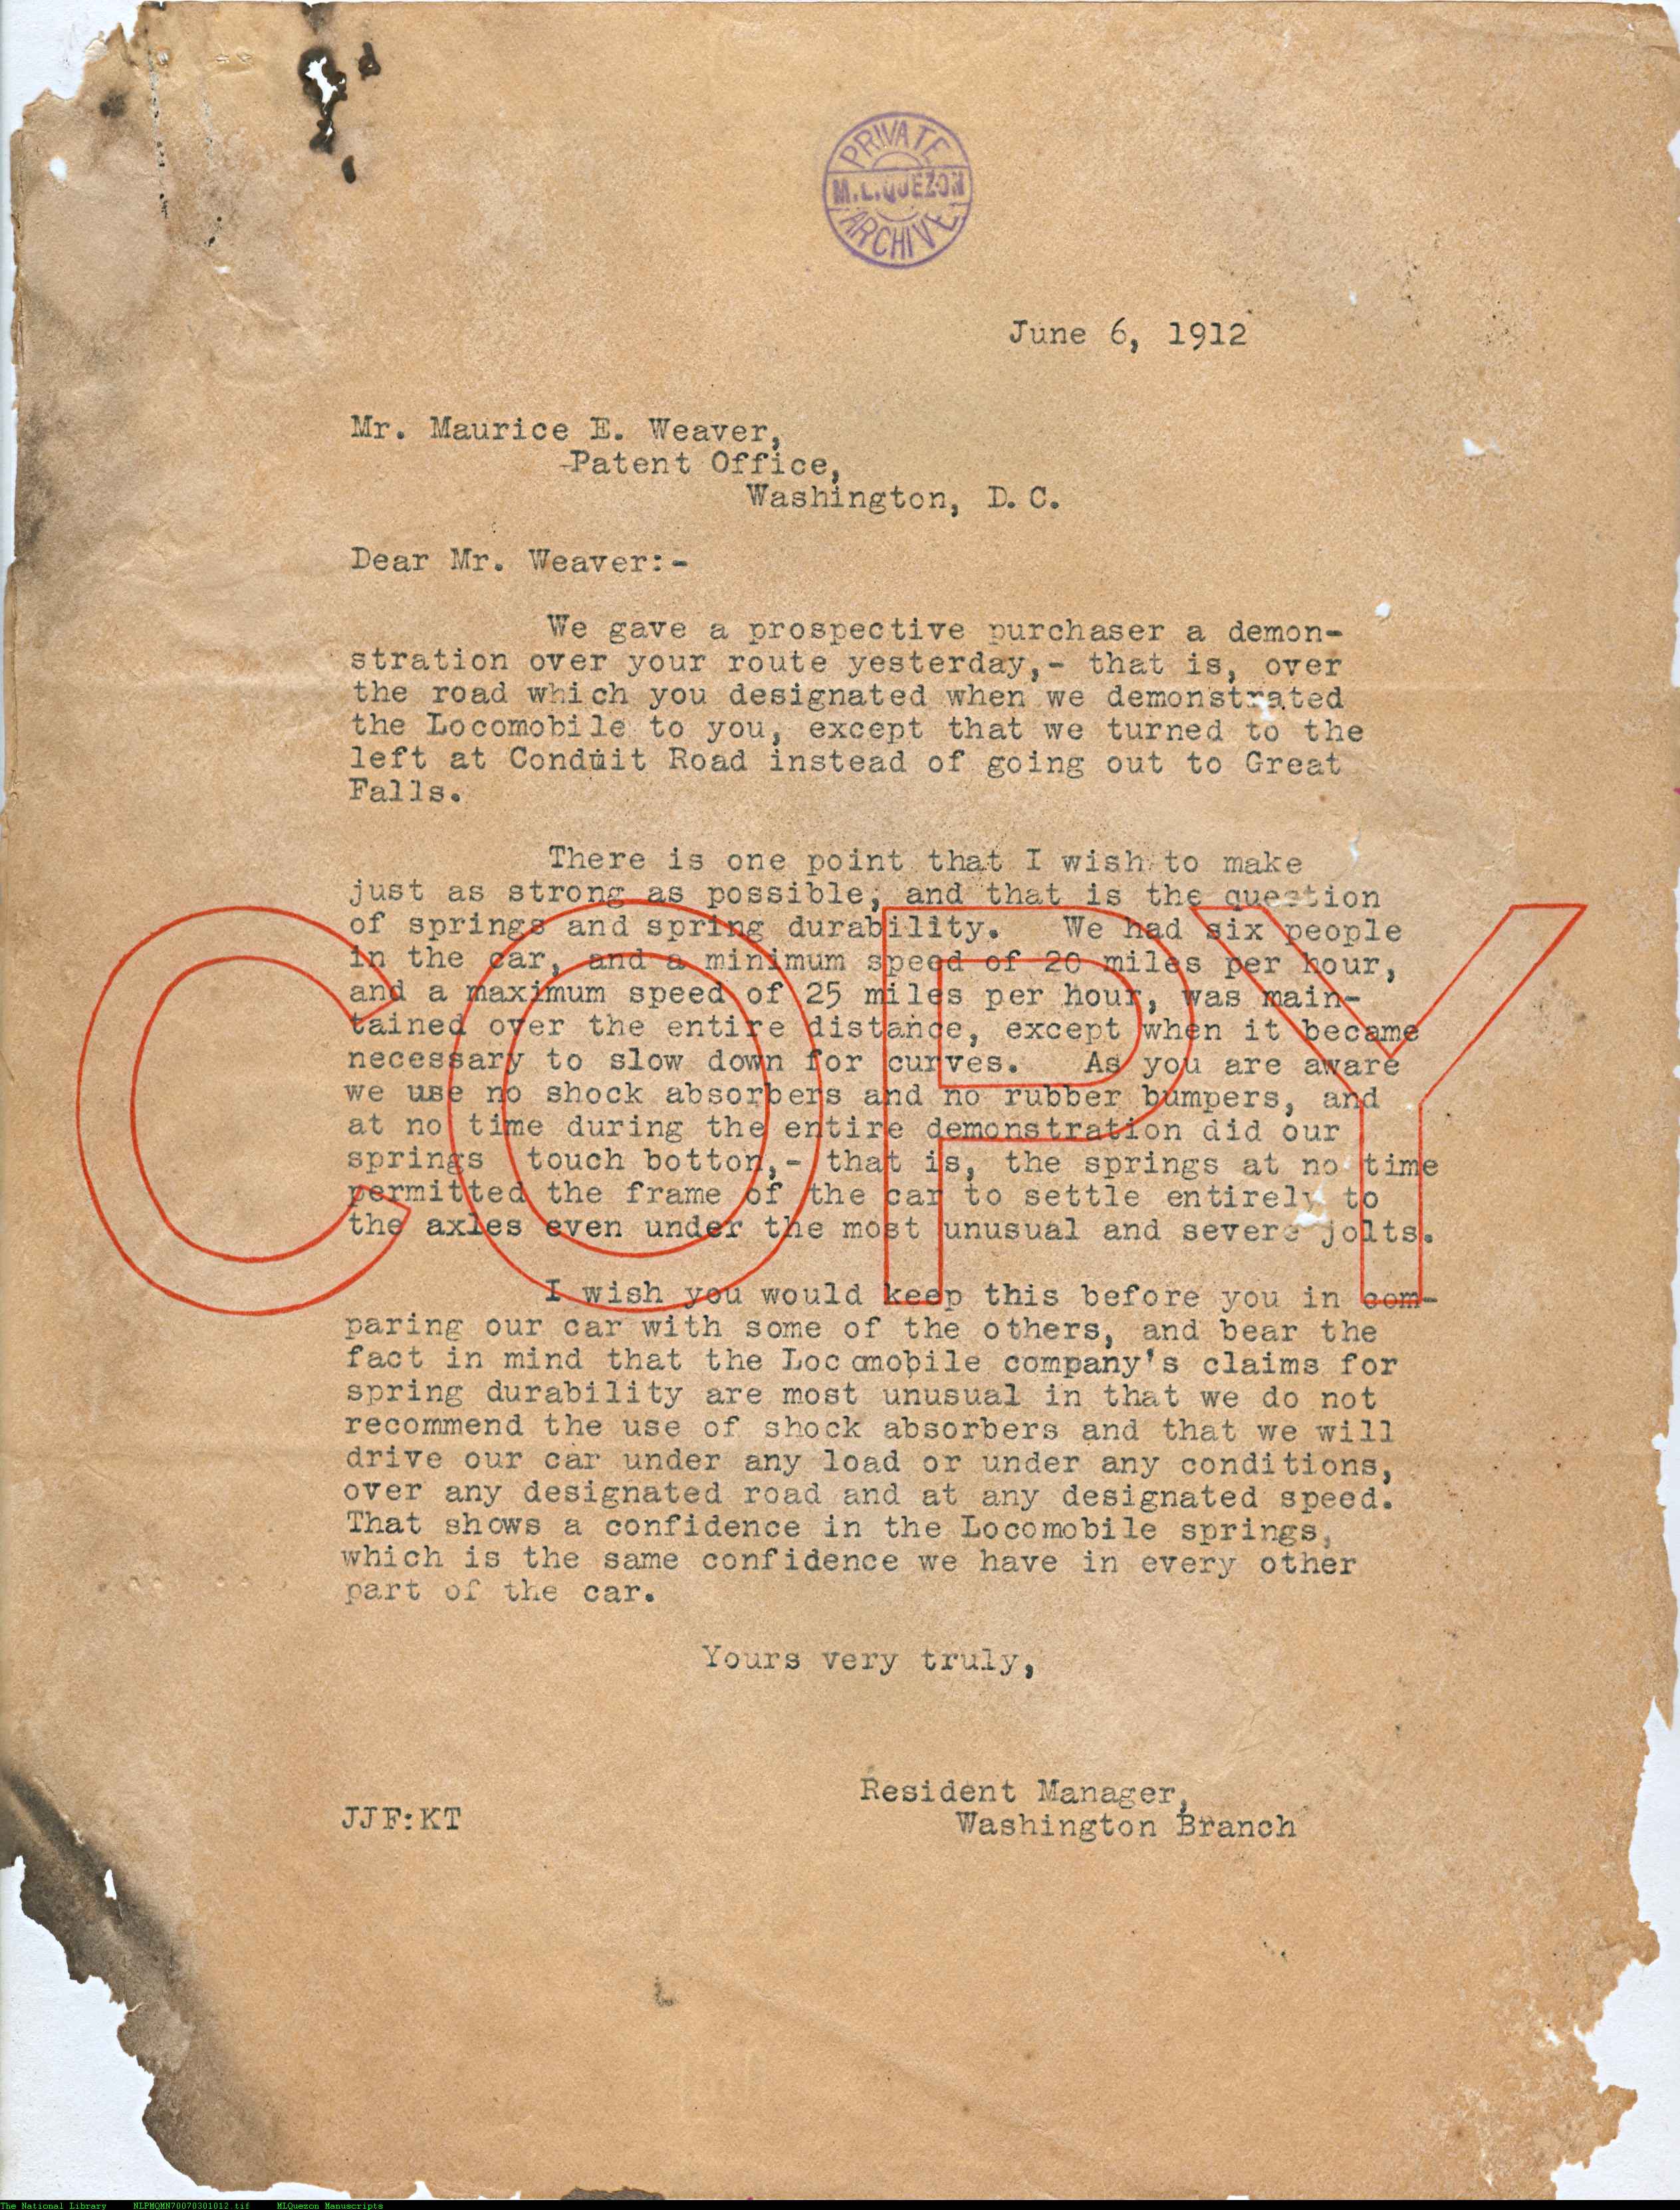 PRIVATE
M.L.QUEZON
ARCHIVE
June 6, 1912
Mr. Maurice E. Weaver,
-Patent Office,
Washington, D. C.
Dear Mr. Weaver:-
We gave a prospective purchaser a demon-
stration over your route yesterday,- that is, over
the road which you designated when we demonstrated
the Locomobile to you, except that we turned to the
left at Conduit Road instead of going out to Great
Falls.
There is one point that I wish to make
just as strong as possible, and that is the question
of springs and spring durability. We had six people
in the car, and a minimum speed of 20 miles per hour,
and a maximum speed of 25 miles per hour, was main-
tained over the entire distance, except when it became
necessary to slow down for curves. As you are aware
we use no shock absorbers and no rubber bumpers, and
at no time during the entire demonstration did our
springs touch botton,- that is, the springs at no time
permitted the frame of the car to settle entirely to
the axles even under the most unusual and severe jolts.
COPY
I wish you would keep this before you in com-
paring our car with some of the others, and bear the
fact in mind that the Locomobile company's claims for
spring durability are most unusual in that we do not
recommend the use of shock absorbers and that we will
drive our car under any load or under any conditions,
over any designated road and at any designated speed.
That shows a confidence in the Locomobile springs,
which is the same confidence we have in every other
part of the car.
Yours very truly,
Resident Manager,
JJF:KT Washington Branch
The National Library NLPMQMN70070301012.tif MLQuezon Manuscripts